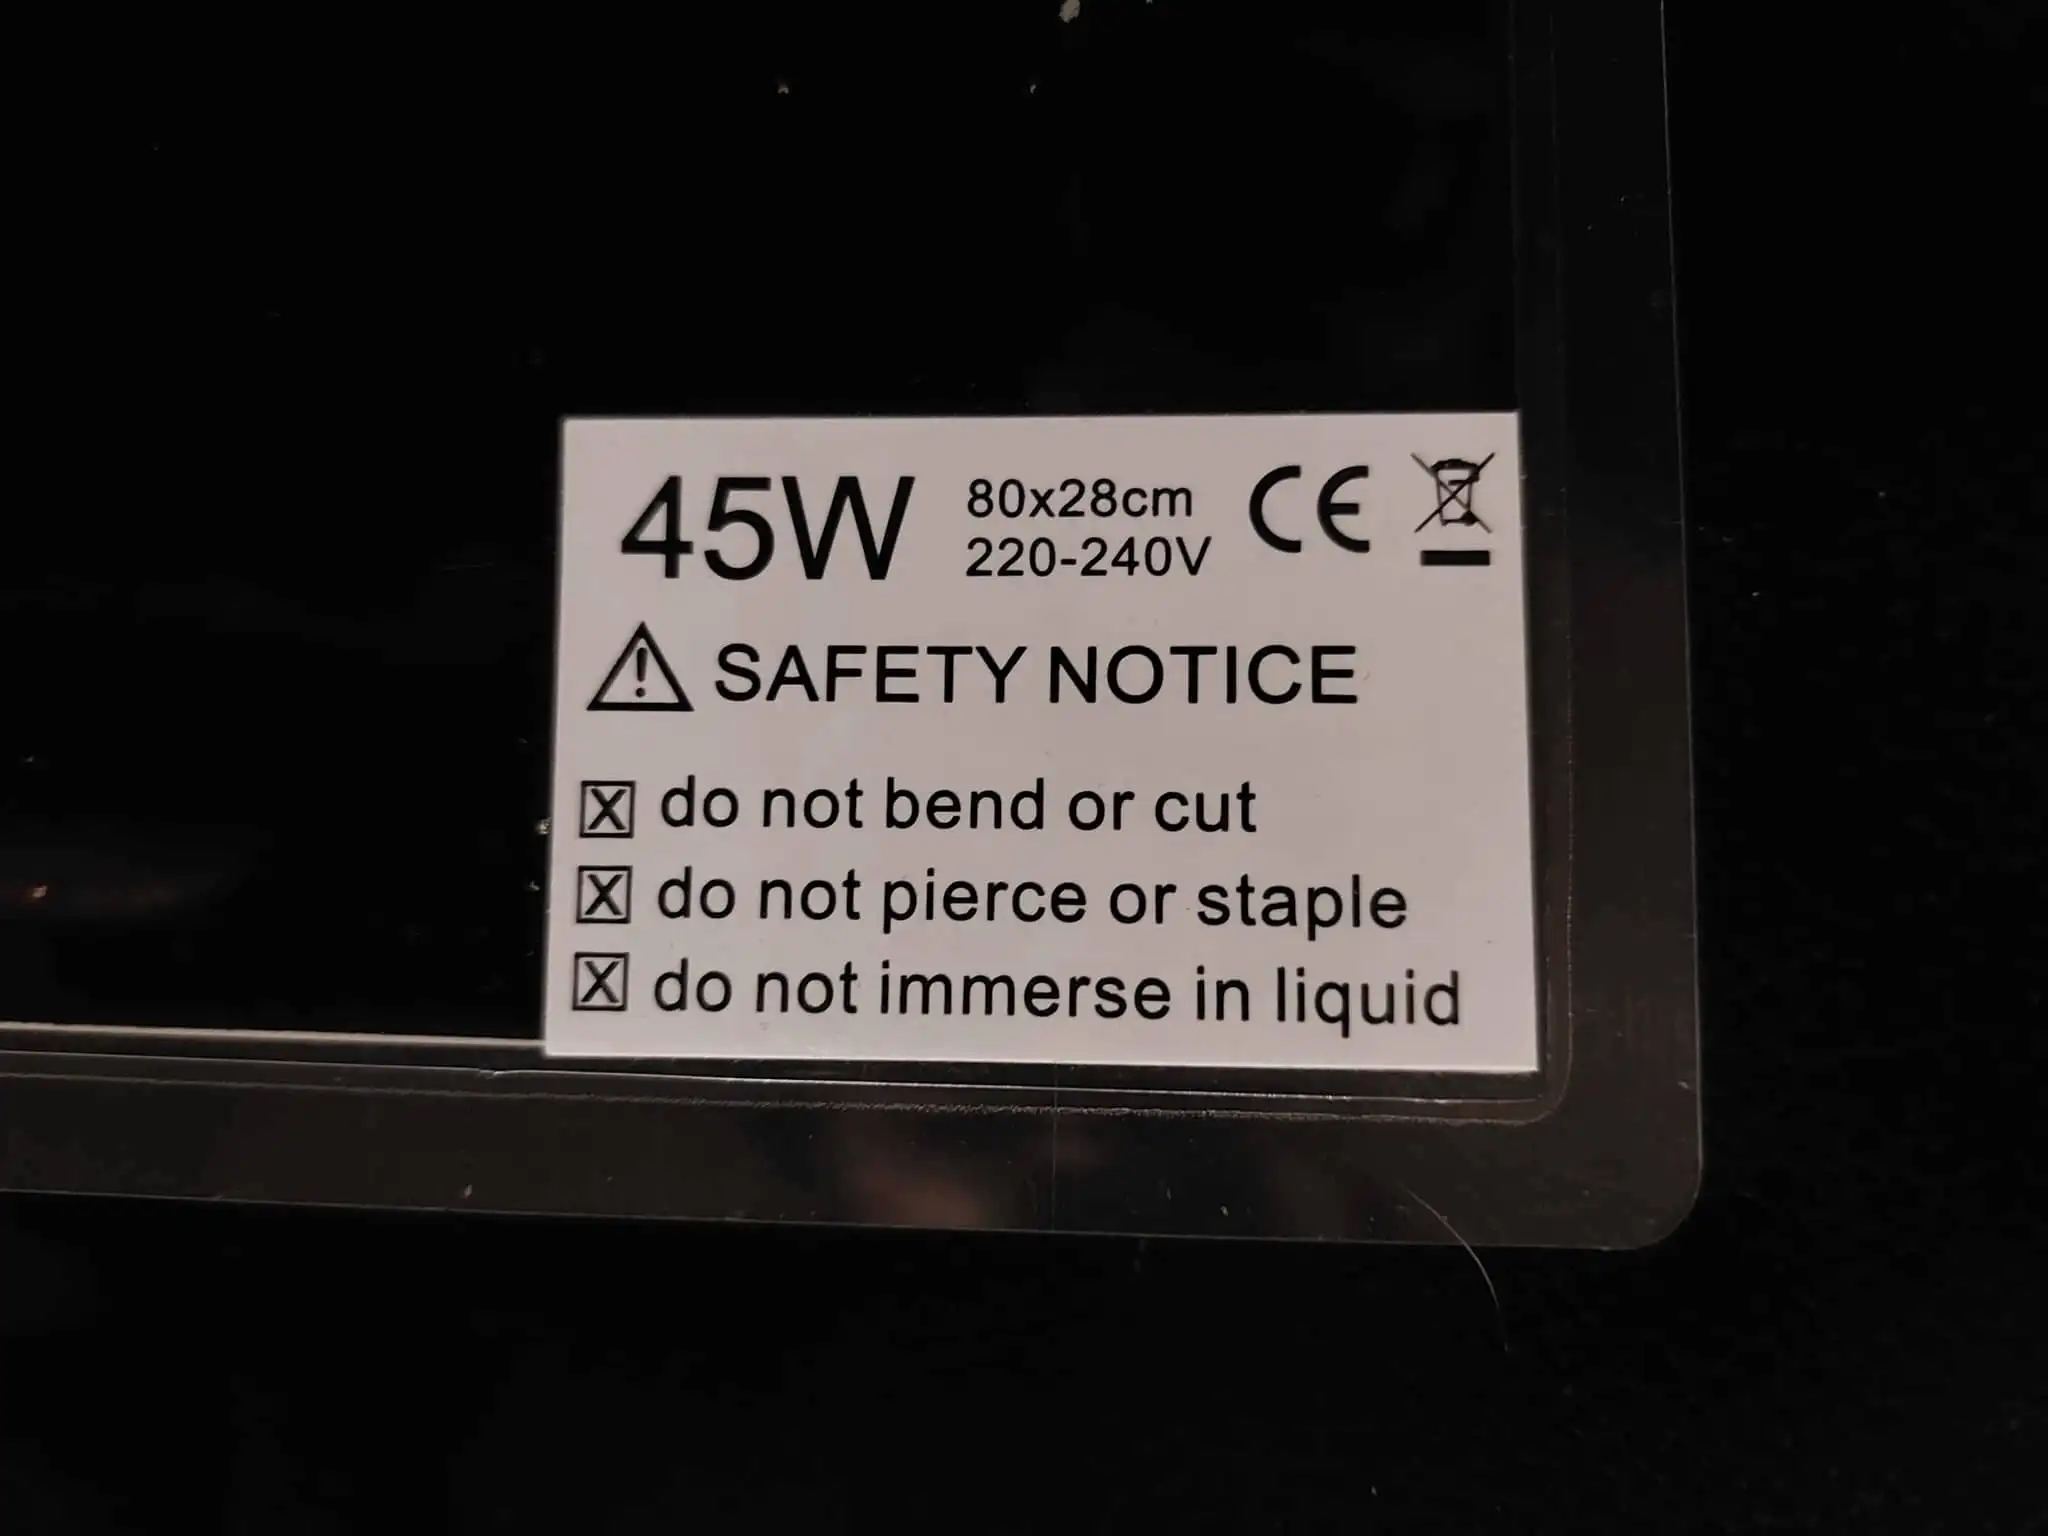 45W 80x28cm CE
220-240V
SAFETY NOTICE
X do not bend or cut
X do not pierce or staple
X do not immerse in liquid